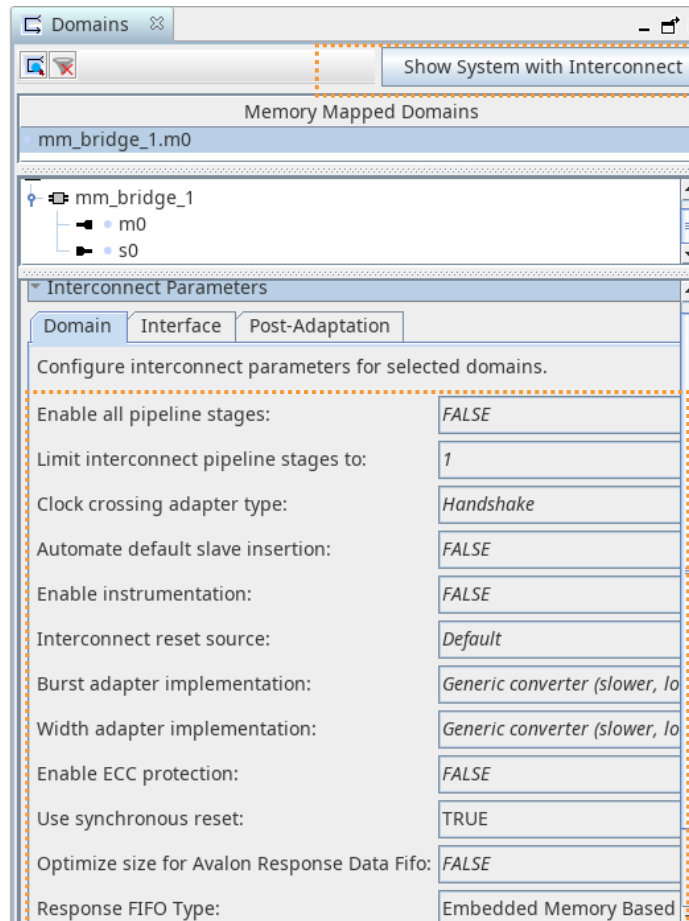 Domains
Show System with Interconnect
Memory Mapped Domains
mm_bridge_1.m0
mm_bridge_1
m0
s0
Interconnect Parameters
Domain Interface Post-Adaptation
Configure interconnect parameters for selected domains.
Enable all pipeline stages: FALSE
Limit interconnect pipeline stages to: 1
Clock crossing adapter type: Handshake
Automate default slave insertion: FALSE
Enable instrumentation: FALSE
Interconnect reset source: Default
Burst adapter implementation: Generic converter (slower, lo
Width adapter implementation: Generic converter (slower, lo
Enable ECC protection: FALSE
Use synchronous reset: TRUE
Optimize size for Avalon Response Data Fifo: FALSE
Response FIFO Type: Embedded Memory Based